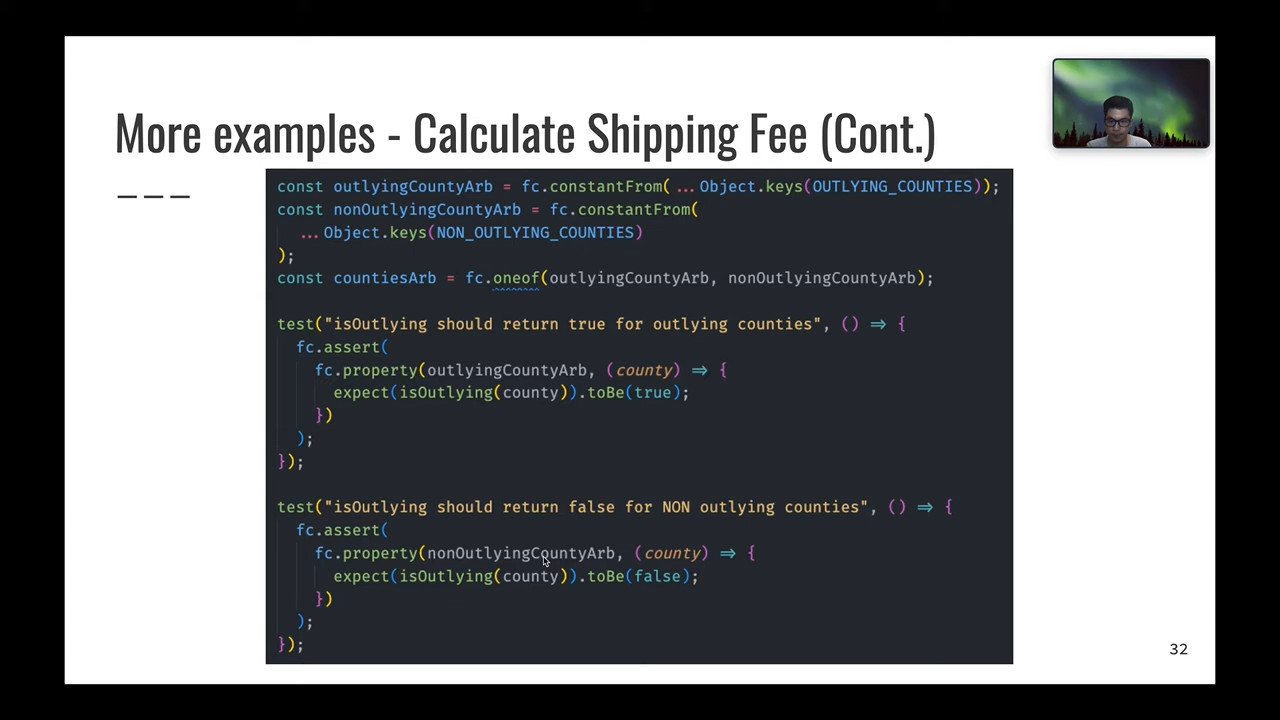 More examples - Calculate Shipping Fee (Cont.)
const outlyingCountyArb = fc.constantFrom( ...Object.keys(OUTLYING_COUNTIES));
const nonOutlyingCountyArb = fc.constantFrom(
...Object.keys(NON_OUTLYING_COUNTIES)
);
const countiesArb = fc.oneof(outlyingCountyArb, nonOutlyingCountyArb);
test("isOutlying should return true for outlying counties", () => {
fc.assert(
fc.property(outlyingCountyArb, (county) => {
expect(isOutlying(county)).toBe(true);
})
);
});
test("isOutlying should return false for NON outlying counties", () => {
fc.assert(
fc.property(nonOutlyingCountyArb, (county) => {
expect(isOutlying(county)).toBe(false);
})
);
});
32